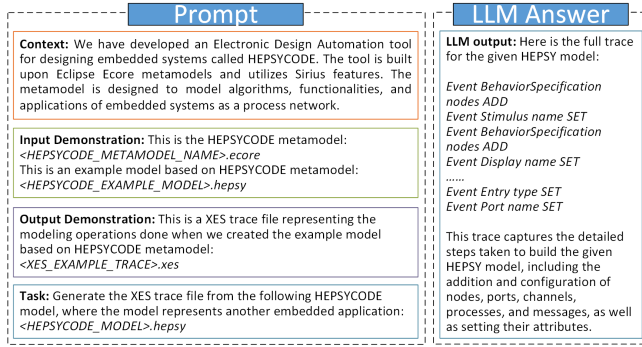 Prompt
Context: We have developed an Electronic Design Automation tool
for designing embedded systems called HEPSYCODE. The tool is built
upon Eclipse Ecore metamodels and utilizes Sirius features. The
metamodel is designed to model algorithms, functionalities, and
applications of embedded systems as a process network.
Input Demonstration: This is the HEPSYCODE metamodel:
<HEPSYCODE_METAMODEL_NAME>.ecore
This is an example model based on HEPSYCODE metamodel:
<HEPSYCODE_EXAMPLE_MODEL>.hepsy
Output Demonstration: This is a XES trace file representing the
modeling operations done when we created the example model
based on HEPSYCODE metamodel:
<XES_EXAMPLE_TRACE>.xes
Task: Generate the XES trace file from the following HEPSYCODE
model, where the model represents another embedded application:
<HEPSYCODE_MODEL>.hepsy
LLM Answer
LLM output: Here is the full trace
for the given HEPSY model:
Event BehaviorSpecification
nodes ADD
Event Stimulus name SET
Event BehaviorSpecification
nodes ADD
Event Display name SET
......
Event Entry type SET
Event Port name SET
This trace captures the detailed
steps taken to build the given
HEPSY model, including the
addition and configuration of
nodes, ports, channels,
processes, and messages, as well
as setting their attributes.